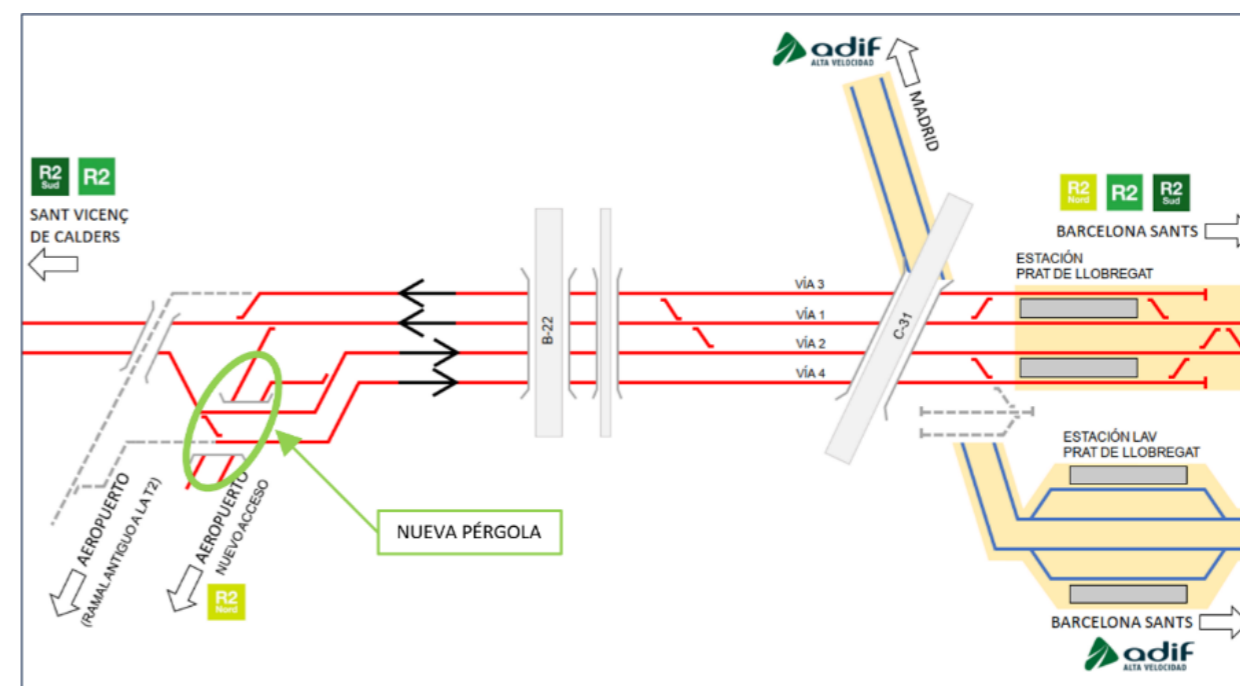 adif
ALTA VELOCIDAD
MADRID
R2
Sud
R2
SANT VICENÇ
DE CALDERS
R2
Nord
R2
R2
Sud
BARCELONA SANTS
ESTACIÓN
PRAT DE LLOBREGAT
VÍA 3
VÍA 1
VÍA 2
VÍA 4
B-22
C-31
ESTACIÓN LAV
PRAT DE LLOBREGAT
NUEVA PÉRGOLA
AEROPUERTO
(RAMAL ANTIGUO A LA T2)
AEROPUERTO
NUEVO ACCESO
R2
Nord
BARCELONA SANTS
adif
ALTA VELOCIDAD